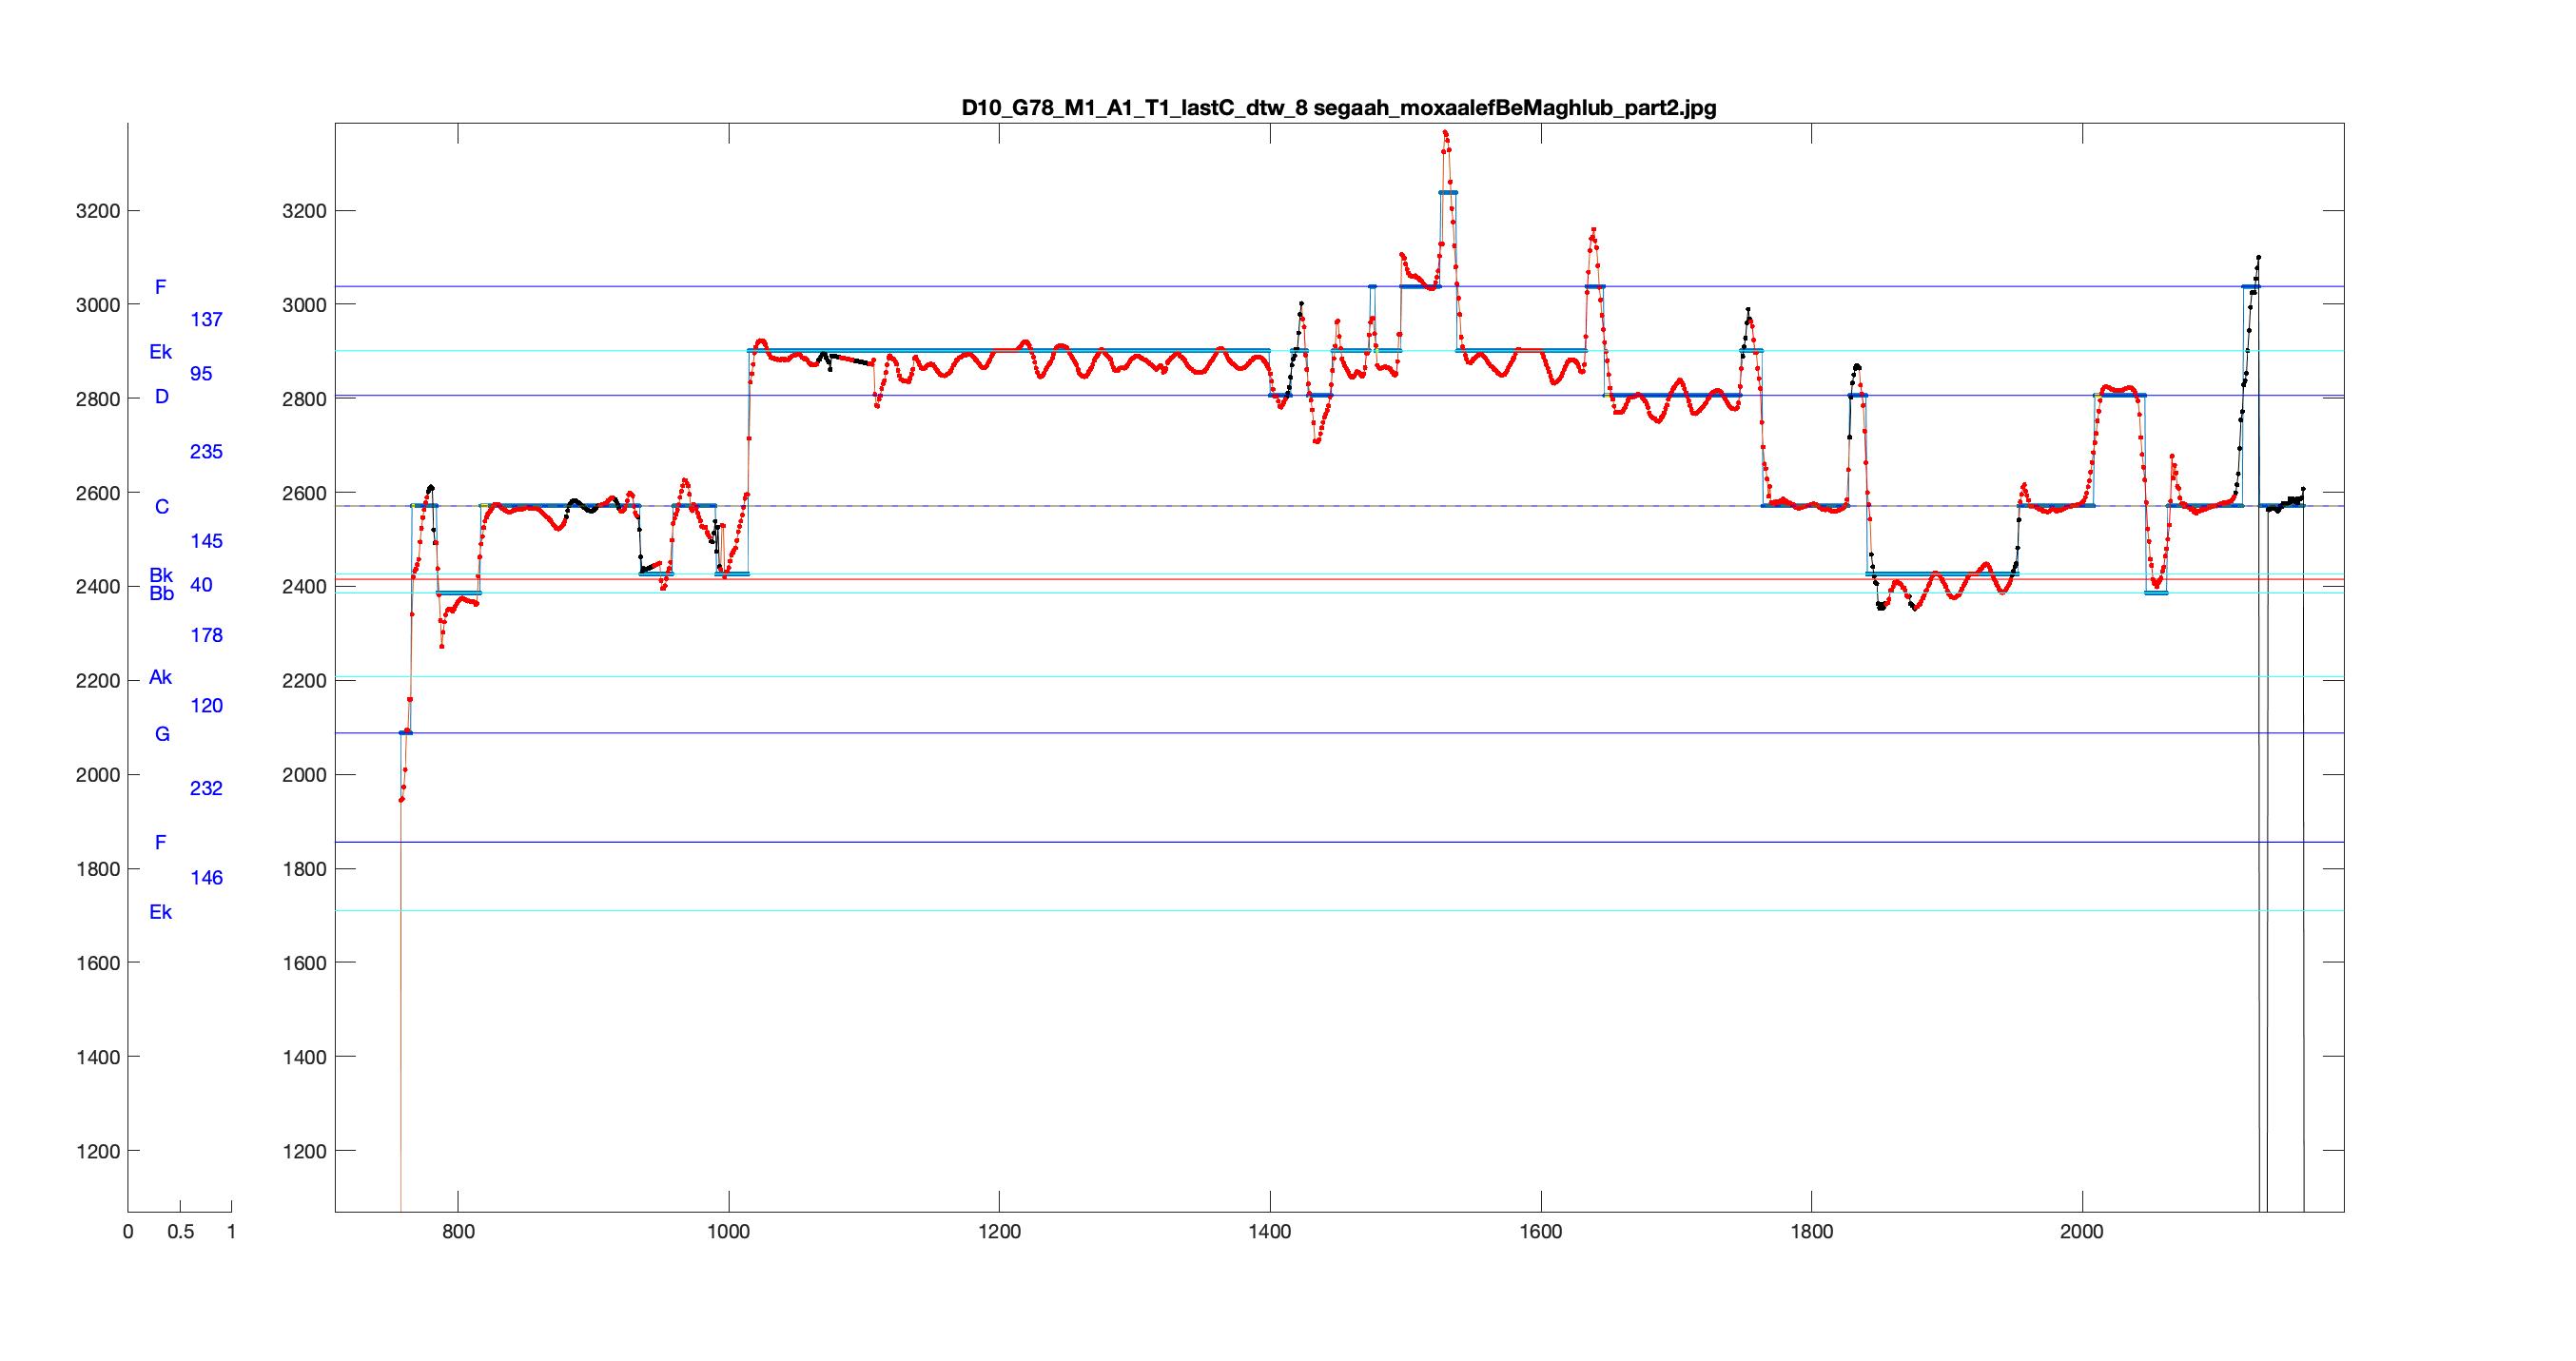 D10_G78_M1_A1_T1_lastC_dtw_8 segaah_moxaalefBeMaghlub_part2.jpg
3200 3200
F
3000 3000
137
Ek
95
2800 D 2800
235
2600 2600
C
145
Bk
2400 40 2400
Bb
178
2200 Ak 2200
120
G
2000 232 2000
F
1800 146 1800
Ek
1600 1600
1400 1400
1200 1200
0 0.5 1 800 1000 1200 1400 1600 1800 2000